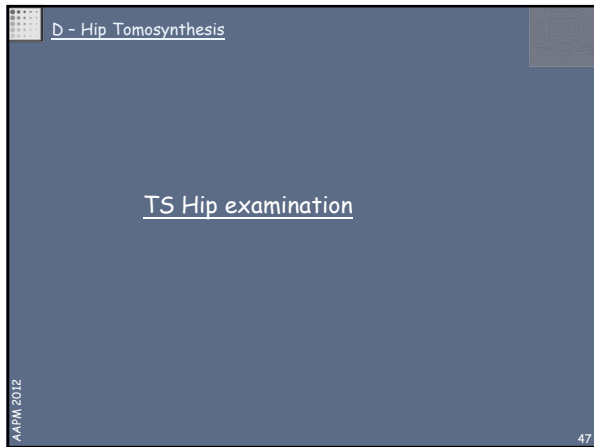 D – Hip Tomosynthesis
TS Hip examination
AAPM 2012
47